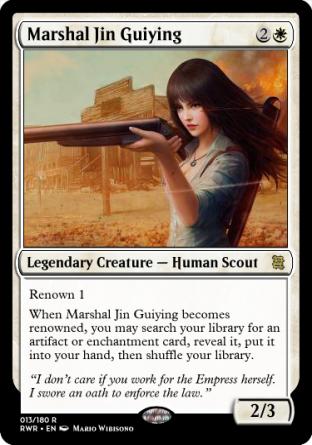 Marshal Jin Guiying 2
Legendary Creature — Human Scout
Renown 1
When Marshal Jin Guiying becomes
renowned, you may search your library for an
artifact or enchantment card, reveal it, put it
into your hand, then shuffle your library.
“I don't care if you work for the Empress herself.
I swore an oath to enforce the law.”
2/3
013/180 R
RWR • EN Mario Wibisono